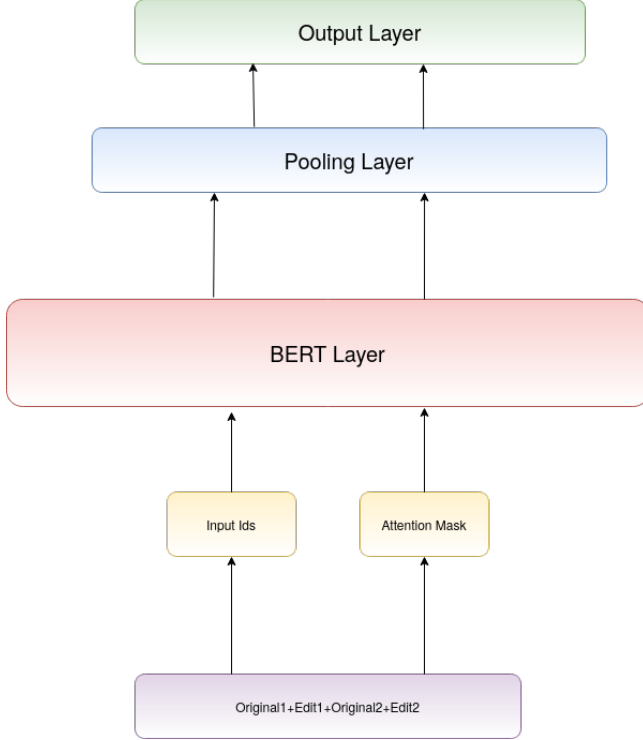 Output Layer
Pooling Layer
BERT Layer
Input Ids
Attention Mask
Original1+Edit1+Original2+Edit2